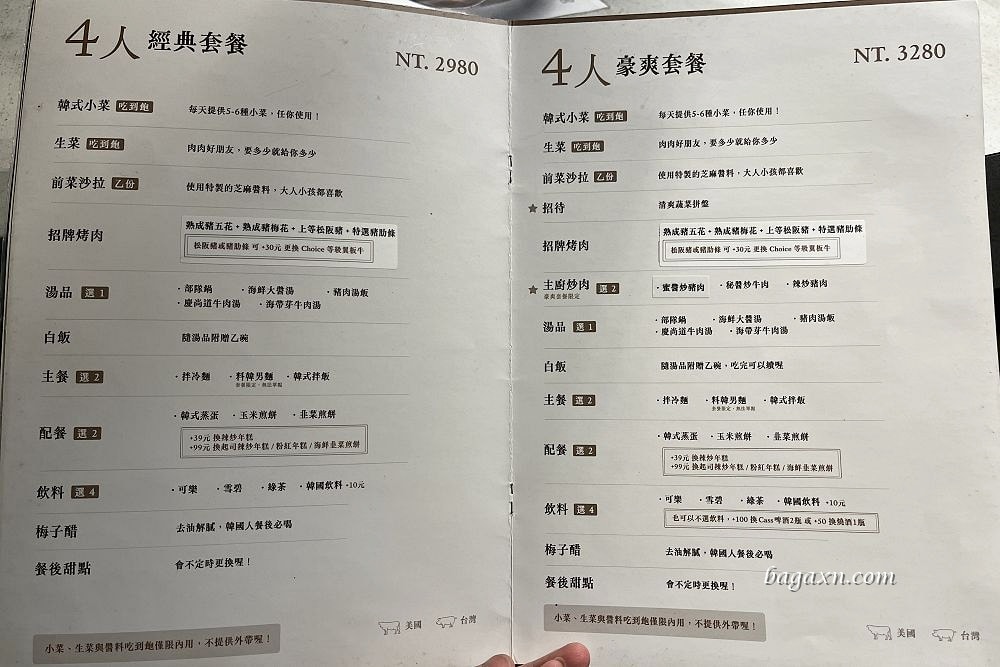 4人 經典套餐 NT. 2980
韓式小菜 吃到飽 每天提供5-6種小菜，任你使用！
生菜 吃到飽 肉肉好朋友，要多少就給你多少
前菜沙拉 乙份 使用特製的芝麻醬料，大人小孩都喜歡
招牌烤肉 熟成豬五花 + 熟成豬梅花 + 上等松阪豬 + 特選豬肋條
松阪豬或豬肋條 可 +30元 更換 Choice 等級翼板牛
湯品 選 1 ・部隊鍋 ・海鮮大醬湯 ・豬肉湯飯
・慶尚道牛肉湯 ・海帶芽牛肉湯
白飯 隨湯品附贈乙碗
主餐 選 2 ・拌冷麵 ・料韓男麵 ・韓式拌飯
套餐限定，無法單點
配餐 選 2 ・韓式蒸蛋 ・玉米煎餅 ・韭菜煎餅
+39元 換辣炒年糕
+99元 換起司辣炒年糕 / 粉紅年糕 / 海鮮韭菜煎餅
飲料 選 4 ・可樂 ・雪碧 ・綠茶 ・韓國飲料 +10元
梅子醋 去油解膩，韓國人餐後必喝
餐後甜點 會不定時更換喔！
美國 台灣
小菜、生菜與醬料吃到飽僅限內用，不提供外帶喔！
4人 豪爽套餐 NT. 3280
韓式小菜 吃到飽 每天提供5-6種小菜，任你使用！
生菜 吃到飽 肉肉好朋友，要多少就給你多少
前菜沙拉 乙份 使用特製的芝麻醬料，大人小孩都喜歡
★ 招待 清爽蔬菜拼盤
招牌烤肉 熟成豬五花 + 熟成豬梅花 + 上等松阪豬 + 特選豬肋條
松阪豬或豬肋條 可 +30元 更換 Choice 等級翼板牛
★ 主廚炒肉 選 2 ・蜜醬炒豬肉 ・秘醬炒牛肉 ・辣炒豬肉
豪爽套餐限定
湯品 選 1 ・部隊鍋 ・海鮮大醬湯 ・豬肉湯飯
・慶尚道牛肉湯 ・海帶芽牛肉湯
白飯 隨湯品附贈乙碗，吃完可以續喔
主餐 選 2 ・拌冷麵 ・料韓男麵 ・韓式拌飯
套餐限定，無法單點
配餐 選 2 ・韓式蒸蛋 ・玉米煎餅 ・韭菜煎餅
+39元 換辣炒年糕
+99元 換起司辣炒年糕 / 粉紅年糕 / 海鮮韭菜煎餅
飲料 選 4 ・可樂 ・雪碧 ・綠茶 ・韓國飲料 +10元
也可以不選飲料，+100 換Cass啤酒2瓶 或 +50 換燒酒1瓶
梅子醋 去油解膩，韓國人餐後必喝
餐後甜點 會不定時更換喔！
bagaxn.com
小菜、生菜與醬料吃到飽僅限內用，不提供外帶喔！
美國 台灣